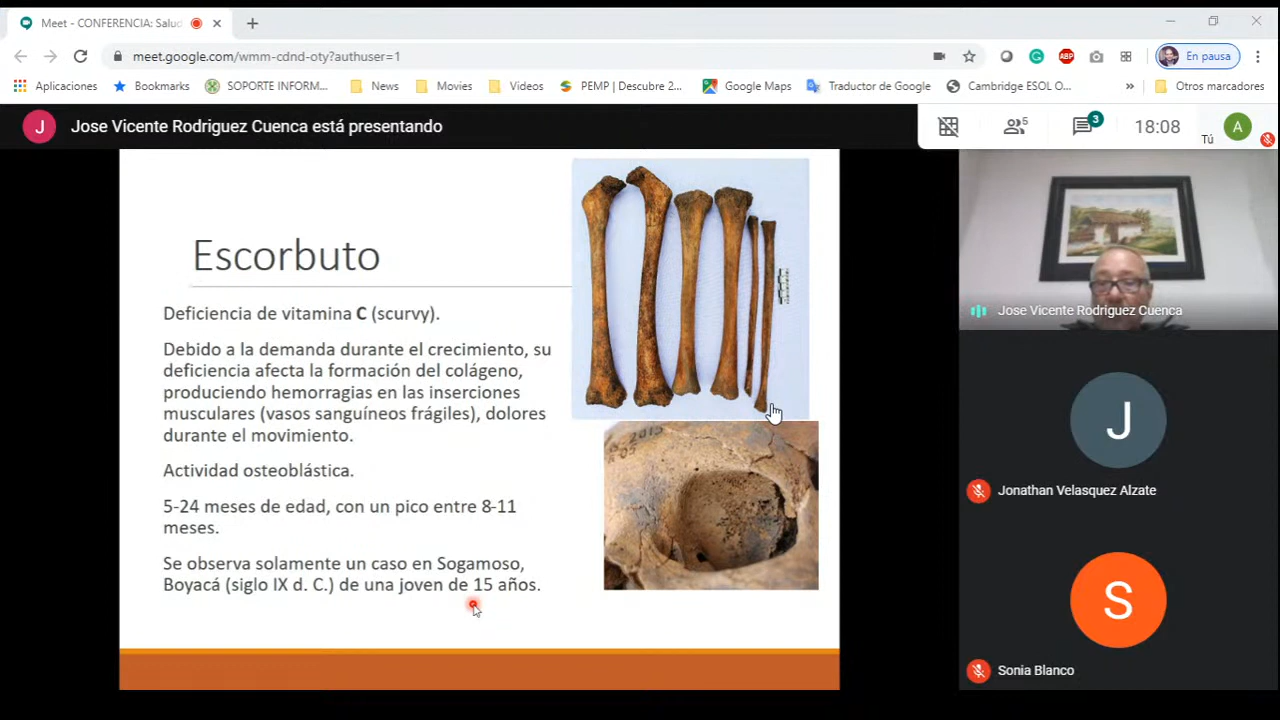 Meet - CONFERENCIA: Salud
meet.google.com/wmm-cdnd-oty?authuser=1
En pausa
Aplicaciones
Bookmarks
SOPORTE INFORM...
News
Movies
Videos
PEMP | Descubre 2...
Google Maps
Traductor de Google
Cambridge ESOL O...
»
Otros marcadores
J
Jose Vicente Rodriguez Cuenca está presentando
5
3
18:08
Tú
A
Escorbuto
Deficiencia de vitamina C (scurvy).
Debido a la demanda durante el crecimiento, su
deficiencia afecta la formación del colágeno,
produciendo hemorragias en las inserciones
musculares (vasos sanguíneos frágiles), dolores
durante el movimiento.
Actividad osteoblástica.
5-24 meses de edad, con un pico entre 8-11
meses.
Se observa solamente un caso en Sogamoso,
Boyacá (siglo IX d. C.) de una joven de 15 años.
2015
Jose Vicente Rodriguez Cuenca
J
Jonathan Velasquez Alzate
S
Sonia Blanco